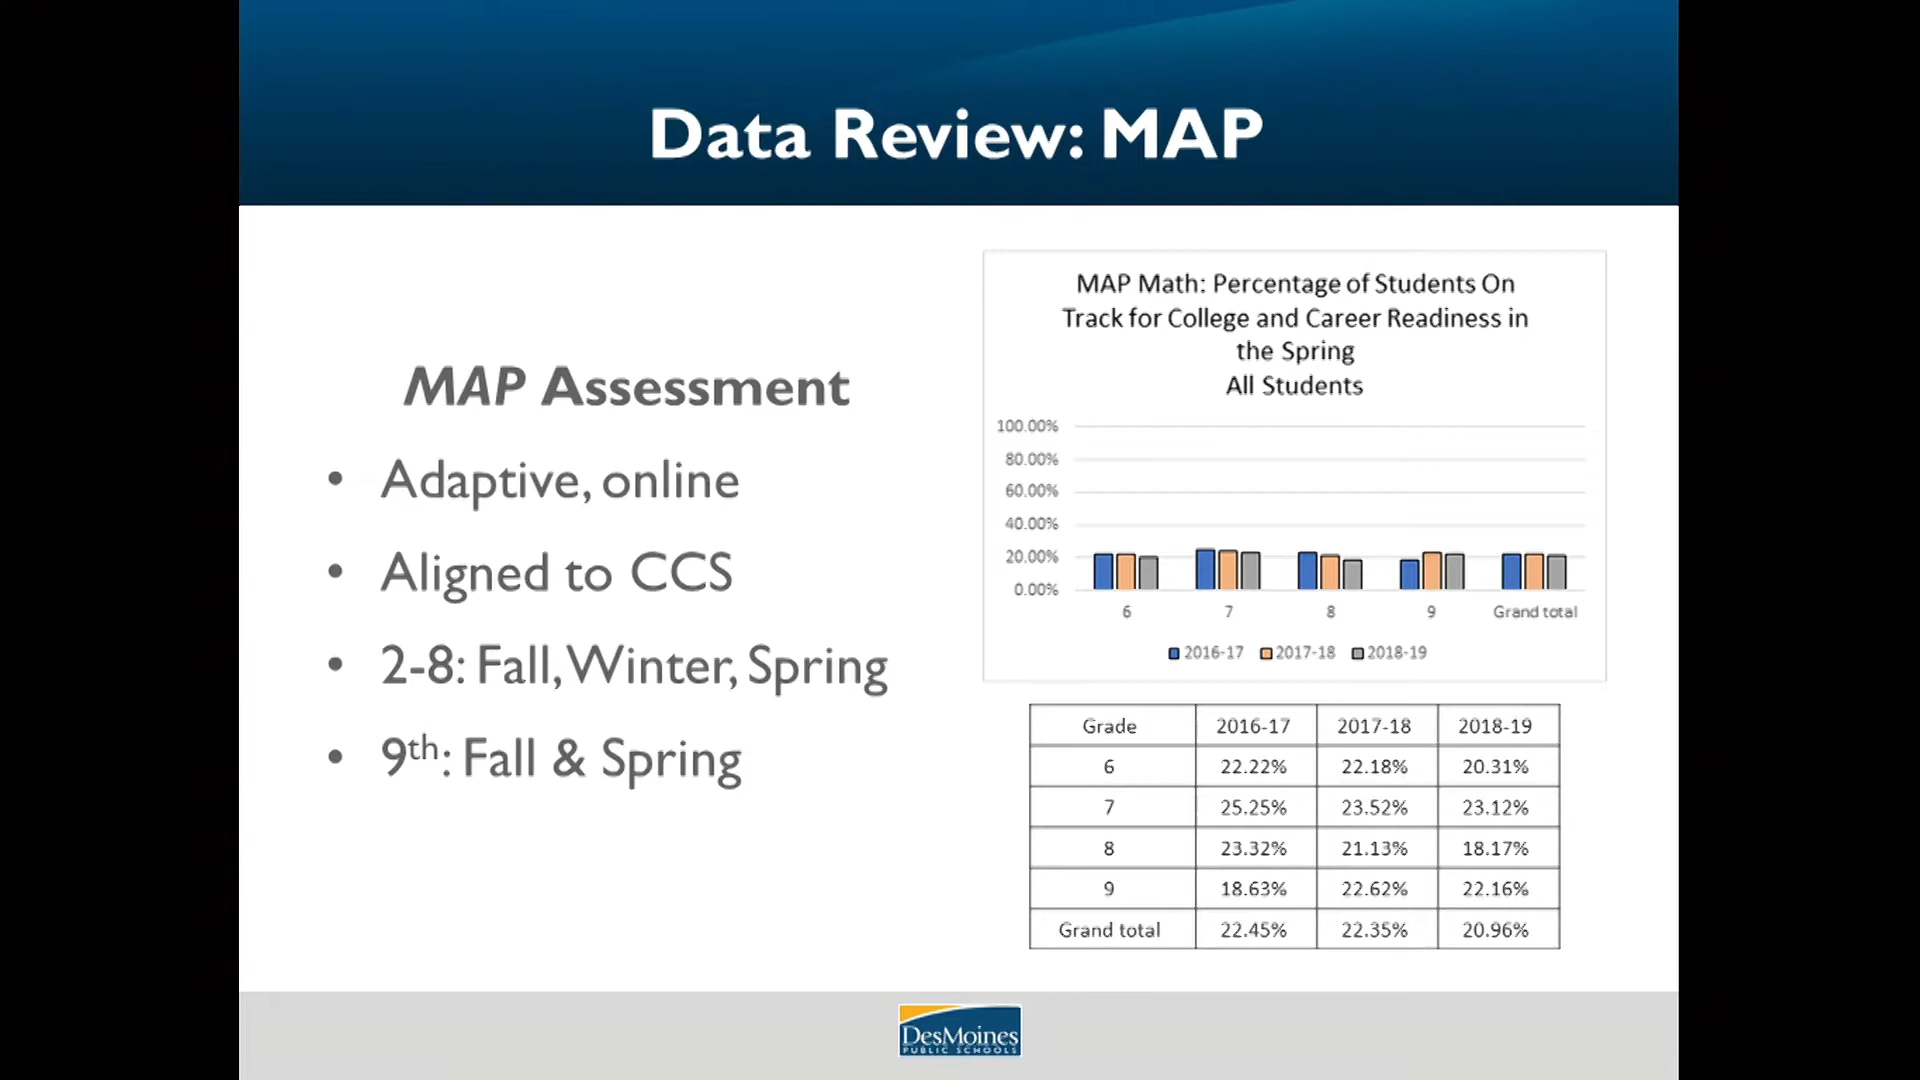 Data Review: MAP
MAP Assessment
• Adaptive, online
• Aligned to CCS
• 2-8: Fall, Winter, Spring
• 9th: Fall & Spring
MAP Math: Percentage of Students On
Track for College and Career Readiness in
the Spring
All Students
100.00%
80.00%
60.00%
40.00%
20.00%
0.00%
6 7 8 9 Grand total
2016-17 2017-18 2018-19
Grade 2016-17 2017-18 2018-19
6 22.22% 22.18% 20.31%
7 25.25% 23.52% 23.12%
8 23.32% 21.13% 18.17%
9 18.63% 22.62% 22.16%
Grand total 22.45% 22.35% 20.96%
DesMoines
PUBLIC SCHOOLS